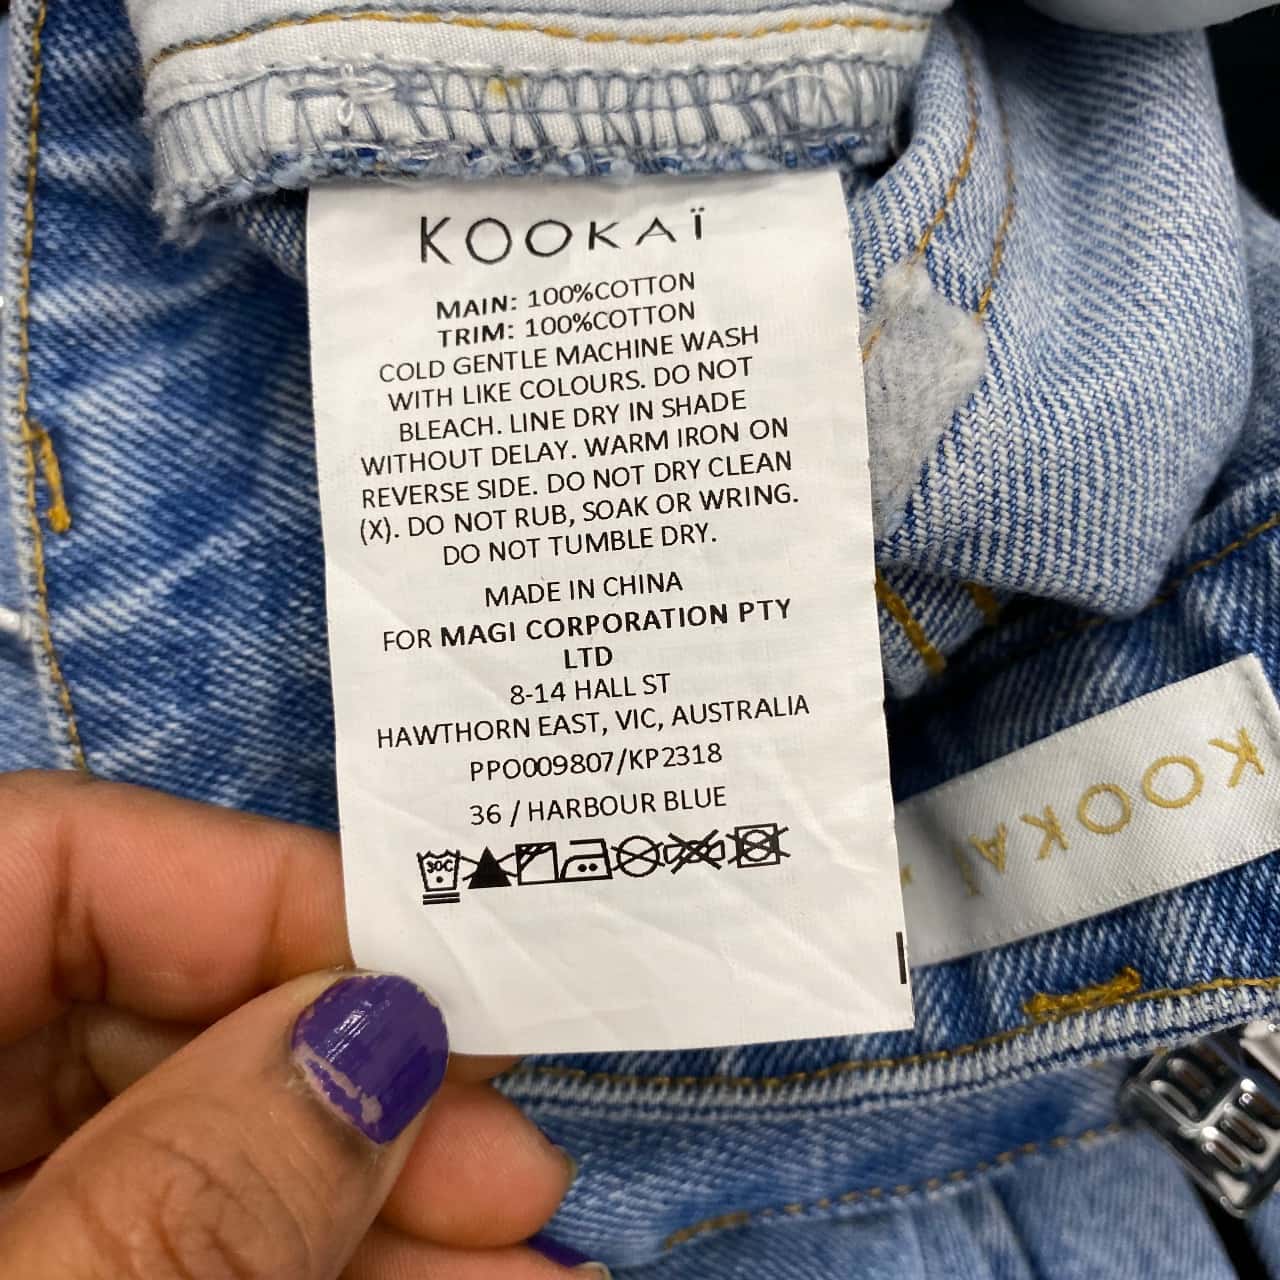 KOOKAÏ
MAIN: 100%COTTON
TRIM: 100%COTTON
COLD GENTLE MACHINE WASH
WITH LIKE COLOURS. DO NOT
BLEACH. LINE DRY IN SHADE
WITHOUT DELAY. WARM IRON ON
REVERSE SIDE. DO NOT DRY CLEAN
(X). DO NOT RUB, SOAK OR WRING.
DO NOT TUMBLE DRY.
MADE IN CHINA
FOR MAGI CORPORATION PTY
LTD
8-14 HALL ST
HAWTHORN EAST, VIC, AUSTRALIA
PPO009807/KP2318
36 / HARBOUR BLUE
30C
KOOKAÏ